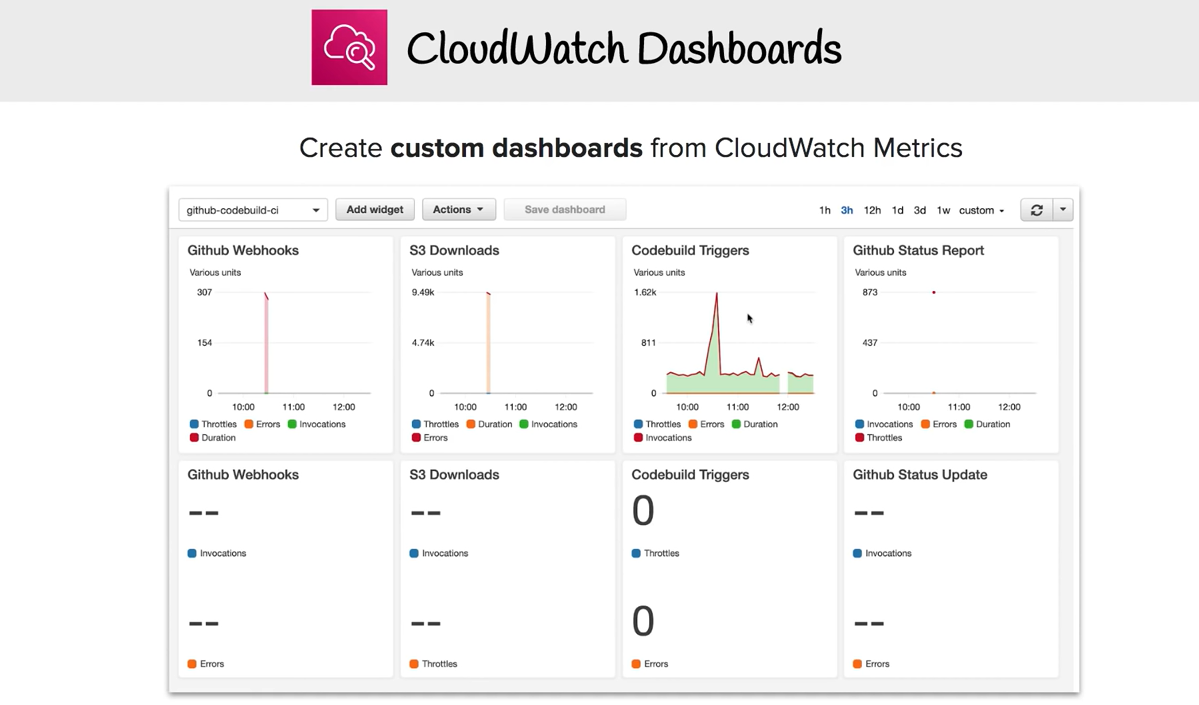 CloudWatch Dashboards
Create custom dashboards from CloudWatch Metrics
github-codebuild-ci Add widget Actions Save dashboard 1h 3h 12h 1d 3d 1w custom
Github Webhooks
Various units
307
154
0
10:00 11:00 12:00
Throttles Errors Invocations
Duration
S3 Downloads
Various units
9.49k
4.74k
0
10:00 11:00 12:00
Throttles Duration Invocations
Errors
Codebuild Triggers
Various units
1.62k
811
0
10:00 11:00 12:00
Throttles Errors Duration
Invocations
Github Status Report
Various units
873
437
0
10:00 11:00 12:00
Invocations Errors Duration
Throttles
Github Webhooks
--
Invocations
--
Errors
S3 Downloads
--
Invocations
--
Throttles
Codebuild Triggers
0
Throttles
0
Errors
Github Status Update
--
Invocations
--
Errors